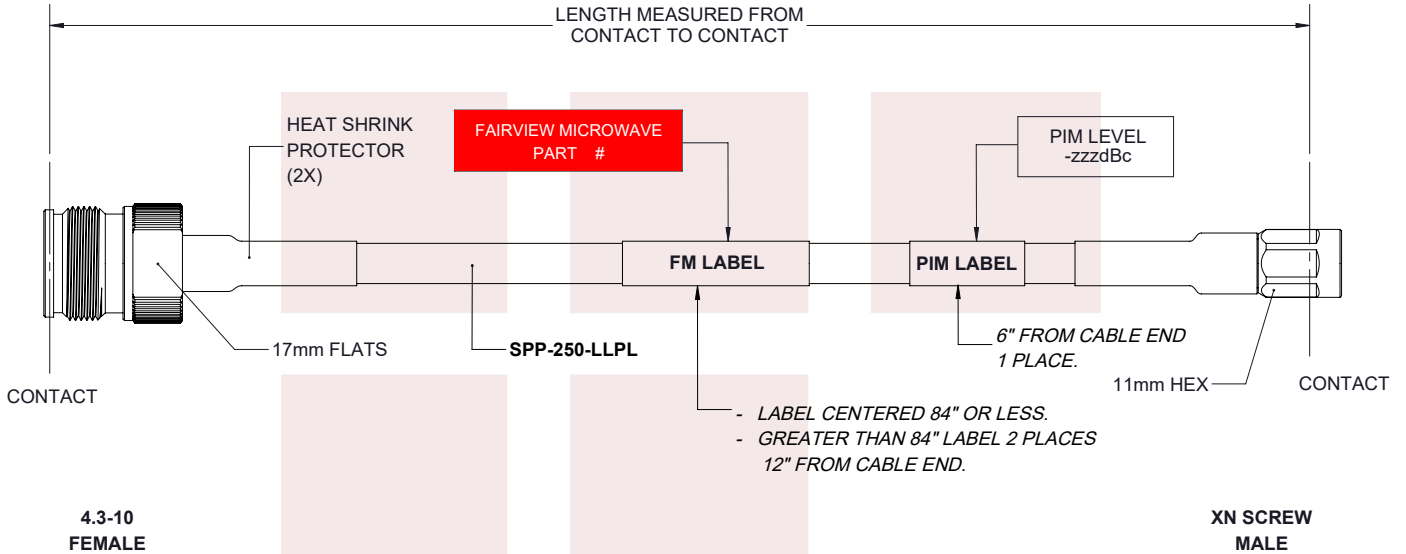 LENGTH MEASURED FROM
CONTACT TO CONTACT
HEAT SHRINK
PROTECTOR
(2X)
FAIRVIEW MICROWAVE
PART #
PIM LEVEL
-zzzdBc
FM LABEL
PIM LABEL
17mm FLATS
SPP-250-LLPL
6" FROM CABLE END
1 PLACE.
11mm HEX
CONTACT
CONTACT
- LABEL CENTERED 84" OR LESS.
- GREATER THAN 84" LABEL 2 PLACES
12" FROM CABLE END.
4.3-10
FEMALE
XN SCREW
MALE